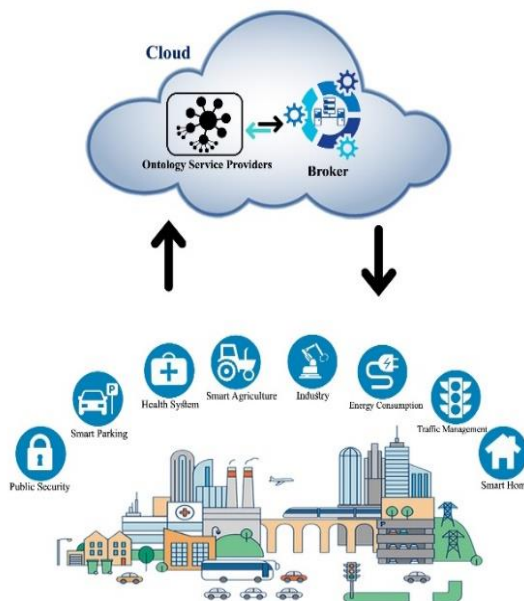 Cloud
Ontology Service Providers
Broker
P
Health System
Smart Agriculture
Industry
Energy Consumption
Smart Parking
Traffic Management
Public Security
Smart Hom
P